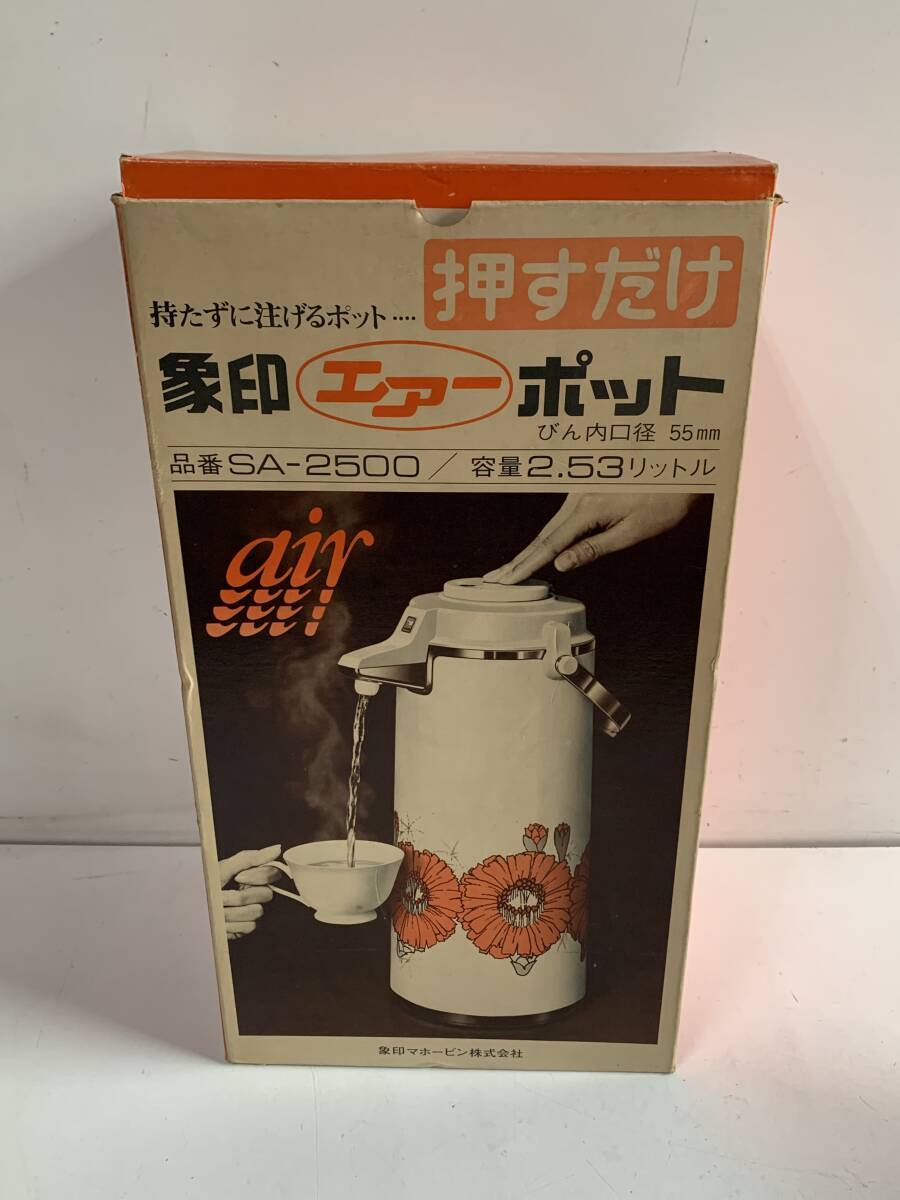 押すだけ
持たずに注げるポット····
象印エアーポット
びん内口径 55mm
品番 SA-2500 / 容量 2.53リットル
air
象印マホービン株式会社